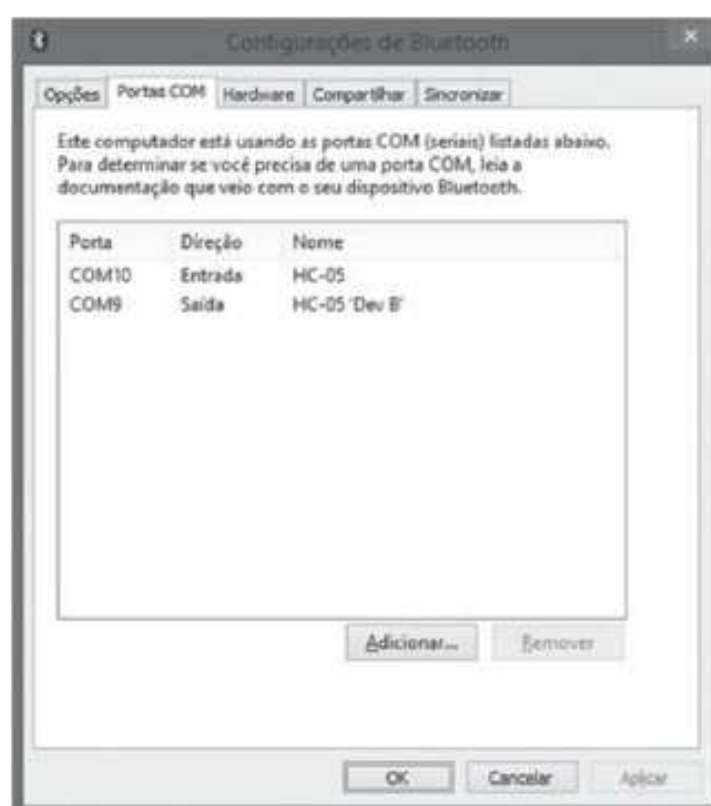 Configurações de Bluetooth
Opções Portas COM Hardware Compartilhar Sincronizar
Este computador está usando as portas COM (seriais) listadas abaixo.
Para determinar se você precisa de uma porta COM, leia a
documentação que veio com o seu dispositivo Bluetooth.
Porta Direção Nome
COM10 Entrada HC-05
COM9 Saída HC-05 'Dev B'
Adicionar... Remover
OK Cancelar Aplicar